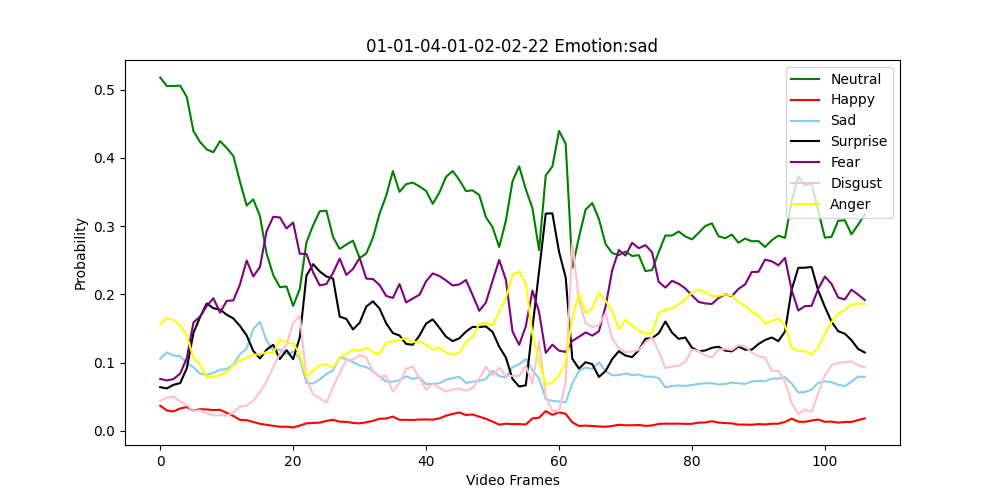 01-01-04-01-02-02-22 Emotion:sad
Probability
0.5
0.4
0.3
0.2
0.1
0.0
0
20
40
60
80
100
Video Frames
Neutral
Happy
Sad
Surprise
Fear
Disgust
Anger